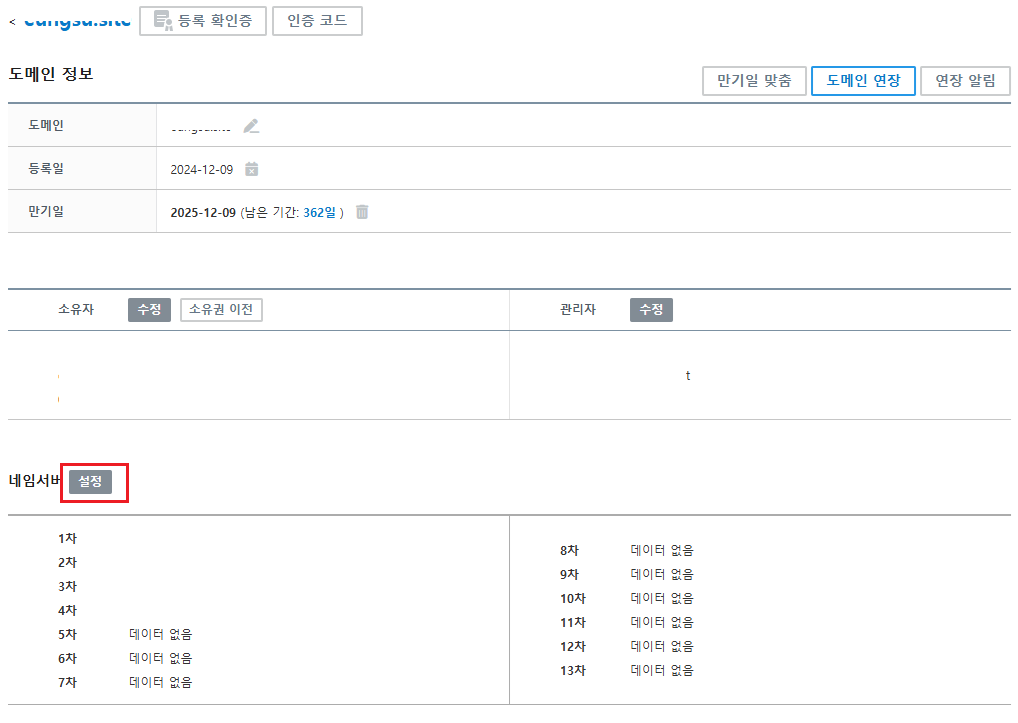 < 등록 확인증 인증 코드
도메인 정보
만기일 맞춤 도메인 연장 연장 알림
도메인
등록일 2024-12-09
만기일 2025-12-09 (남은 기간: 362일 )
소유자 수정 소유권 이전 관리자 수정
t
네임서버 설정
1차
2차
3차
4차
5차 데이터 없음
6차 데이터 없음
7차 데이터 없음
8차 데이터 없음
9차 데이터 없음
10차 데이터 없음
11차 데이터 없음
12차 데이터 없음
13차 데이터 없음